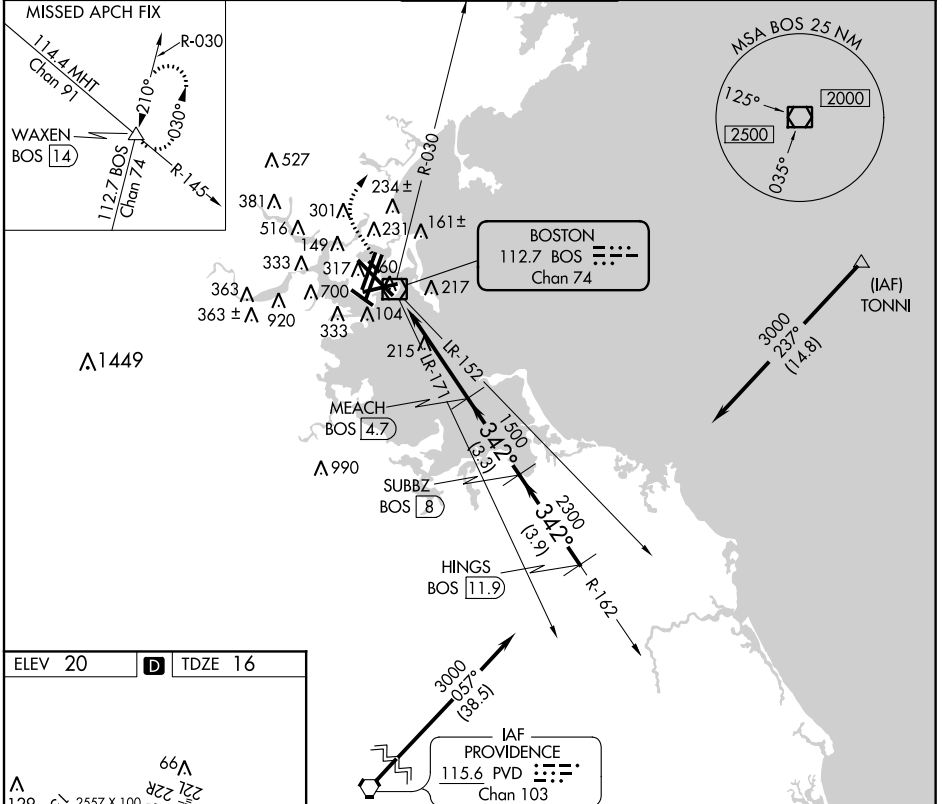 MISSED APCH FIX
114.4 MHT
Chan 91
R-030
210°
030°
WAXEN
BOS 14
112.7 BOS
Chan 74
R-145
MSA BOS 25 NM
125°
2000
2500
035°
R-030
527
381
516
301
234 ±
231
161±
149
333
317
60
363
700
217
363 ±
920
333
104
215
1449
990
BOSTON
112.7 BOS
Chan 74
(IAF)
TONNI
3000
237°
(14.8)
LR-152
LR-171
MEACH
BOS 4.7
1500
342°
(3.3)
SUBBZ
BOS 8
2300
342°
(3.9)
HINGS
BOS 11.9
R-162
3000
057°
(38.5)
IAF
PROVIDENCE
115.6 PVD
Chan 103
ELEV 20
D
TDZE 16
66
22R
22L
129
2557 X 100